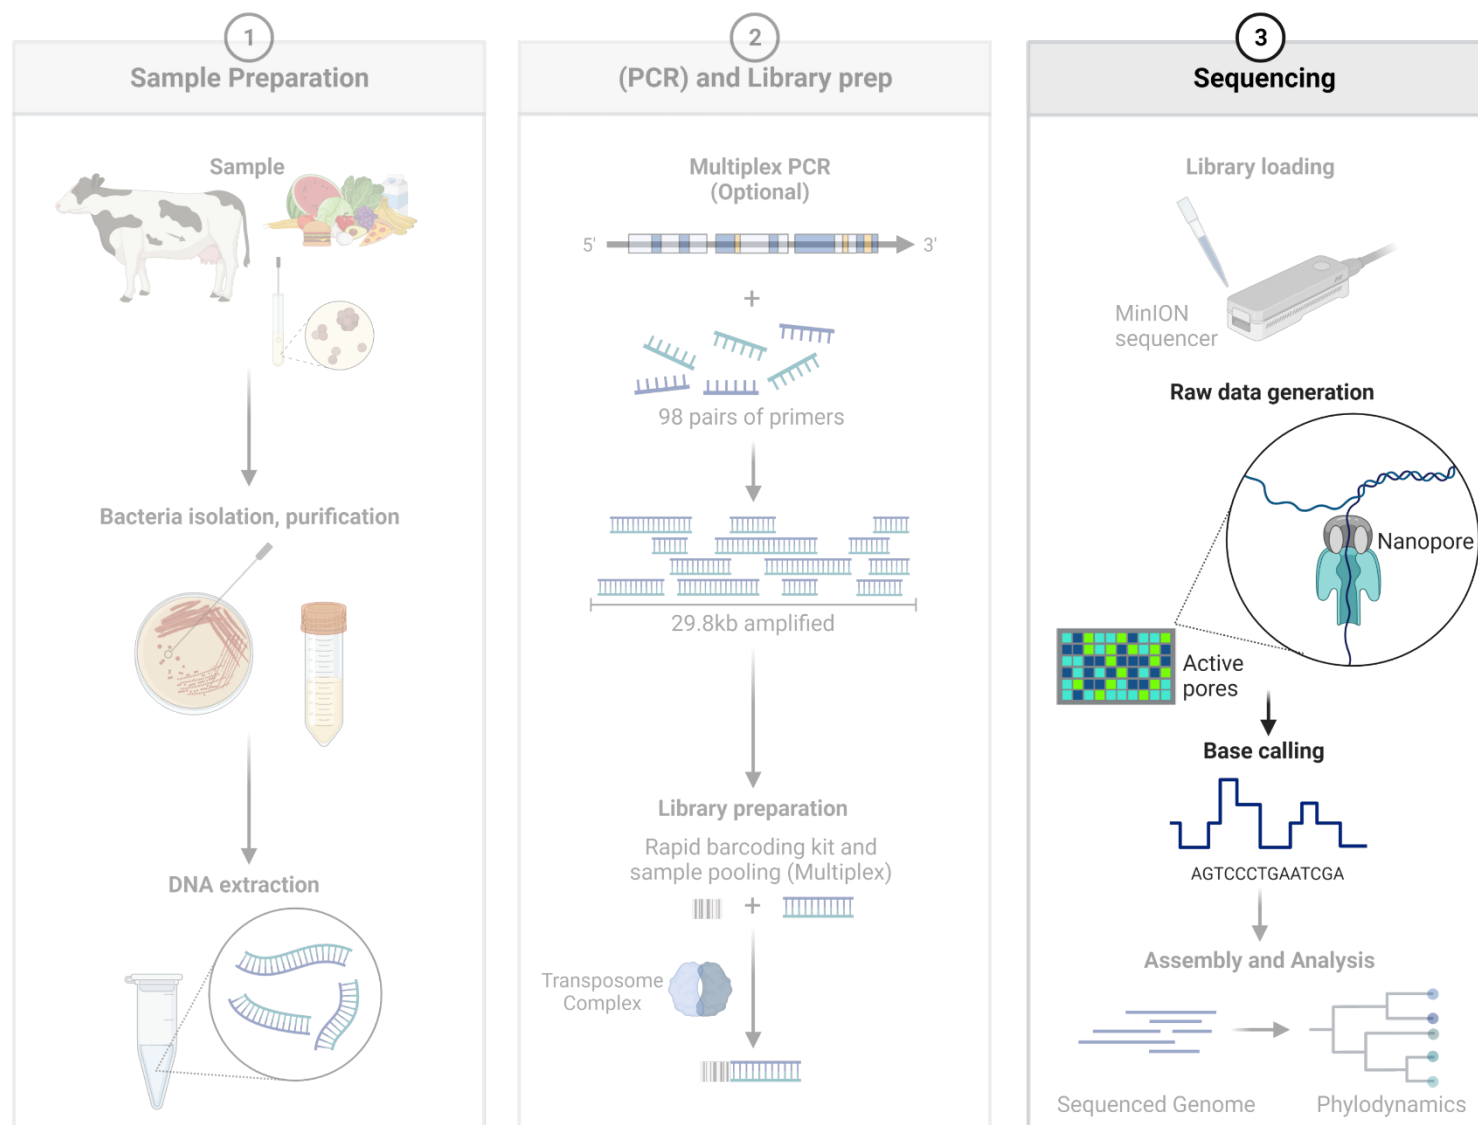 1
Sample Preparation
Sample
Bacteria isolation, purification
DNA extraction
2
(PCR) and Library prep
Multiplex PCR
(Optional)
5' 3'
+
98 pairs of primers
29.8kb amplified
Library preparation
Rapid barcoding kit and
sample pooling (Multiplex)
+
Transposome
Complex
3
Sequencing
Library loading
MinION
sequencer
Raw data generation
Nanopore
Active
pores
Base calling
AGTCCCTGAATCGA
Assembly and Analysis
Sequenced Genome
Phylodynamics